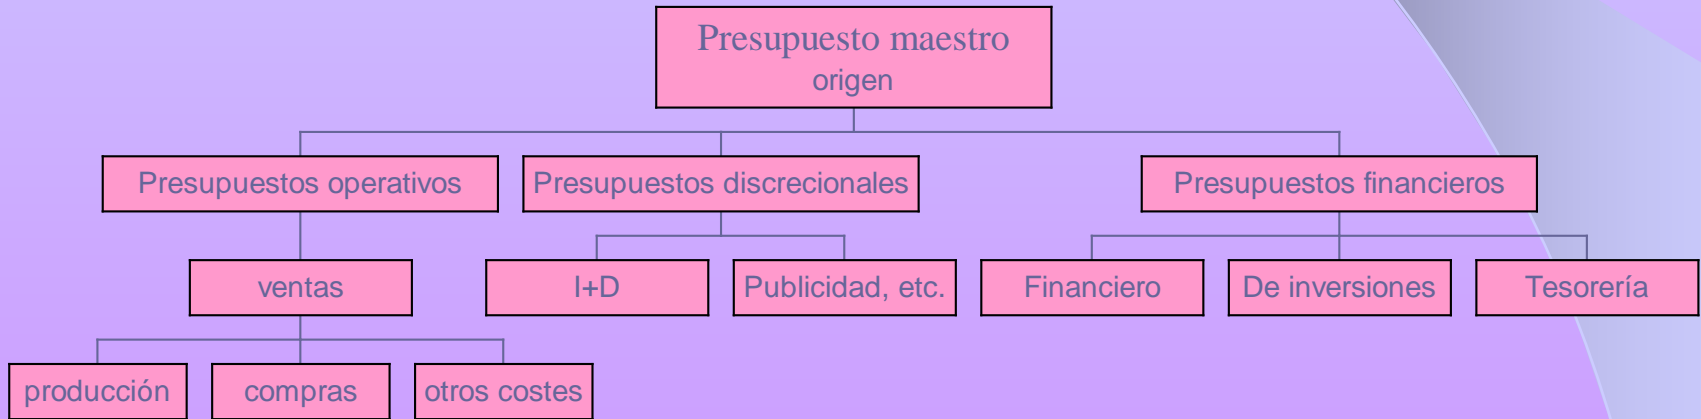 Presupuesto maestro
origen
Presupuestos operativos
Presupuestos discrecionales
Presupuestos financieros
ventas
I+D
Publicidad, etc.
Financiero
De inversiones
Tesorería
producción
compras
otros costes